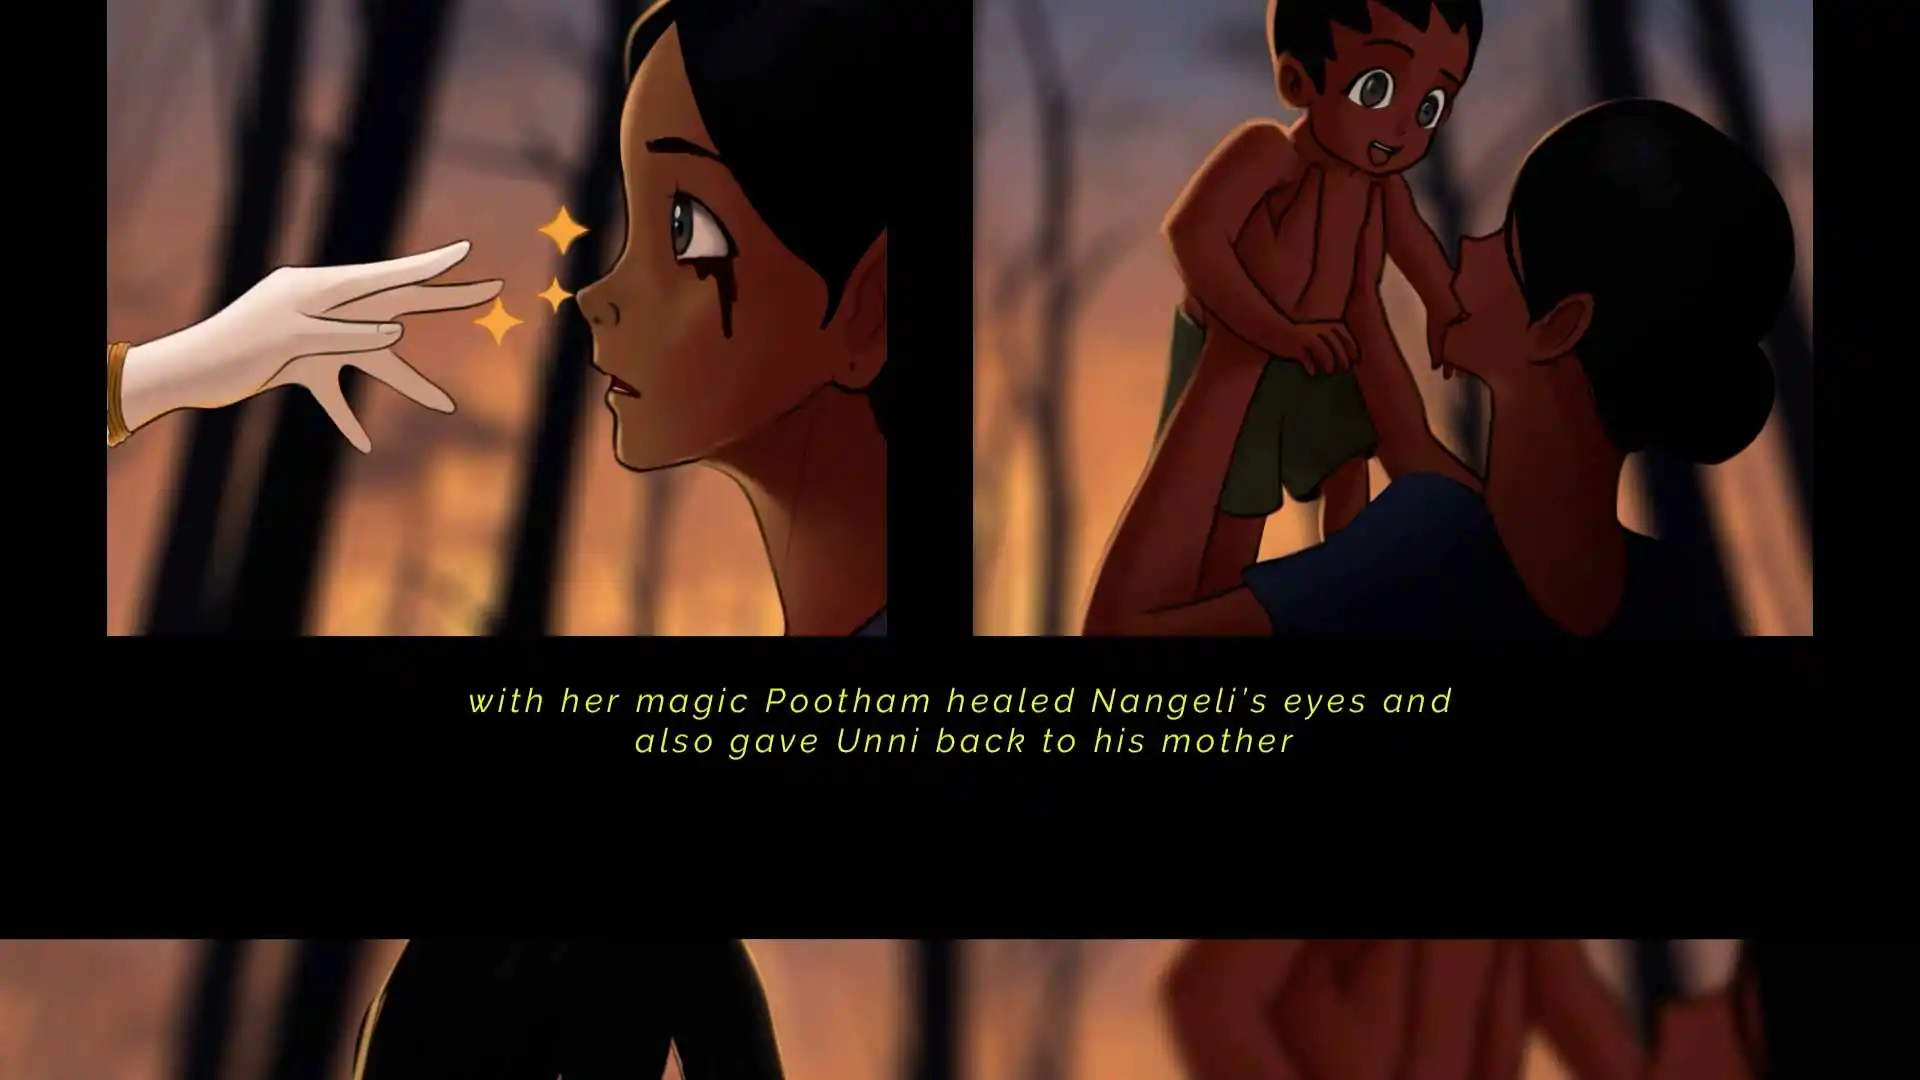 with her magic Pootham healed Nangeli's eyes and
also gave Unni back to his mother